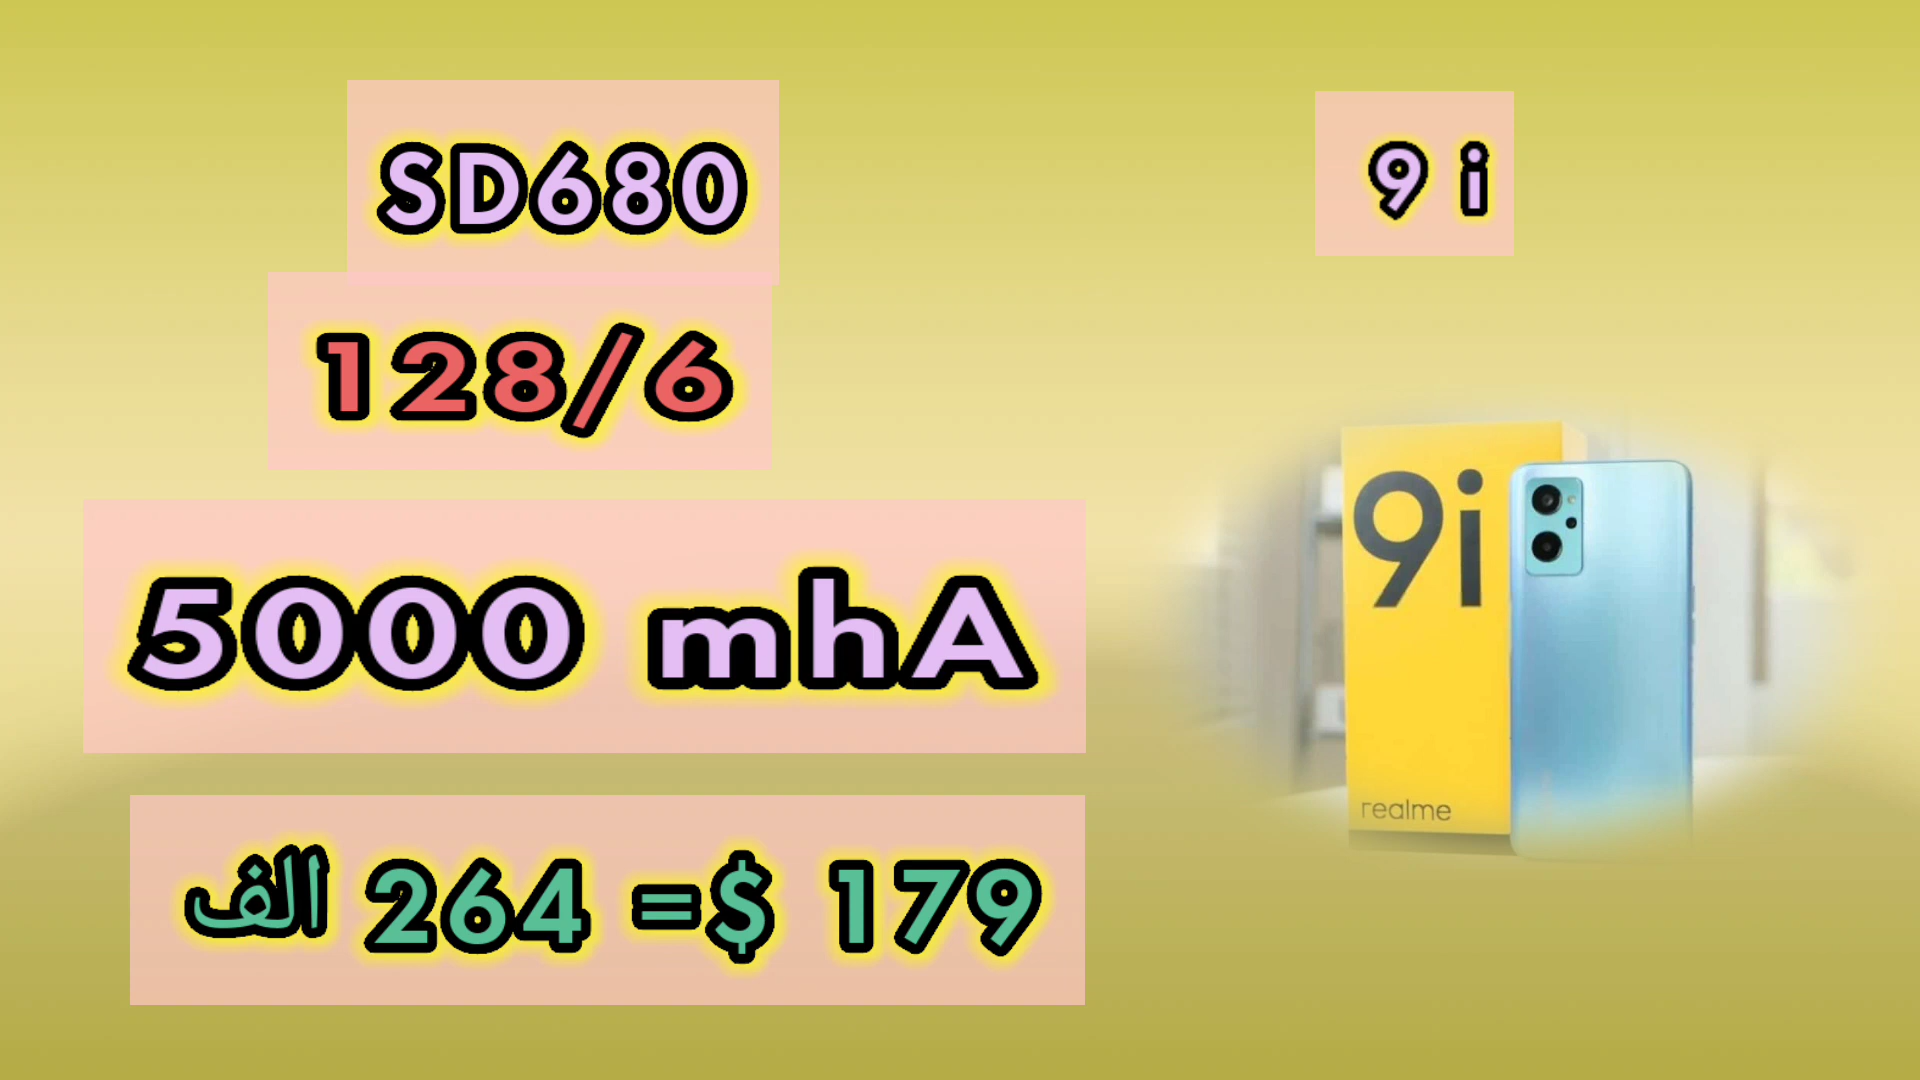 SD680
9 i
128/6
5000 mhA
9i
realme
179 $= 264 الف